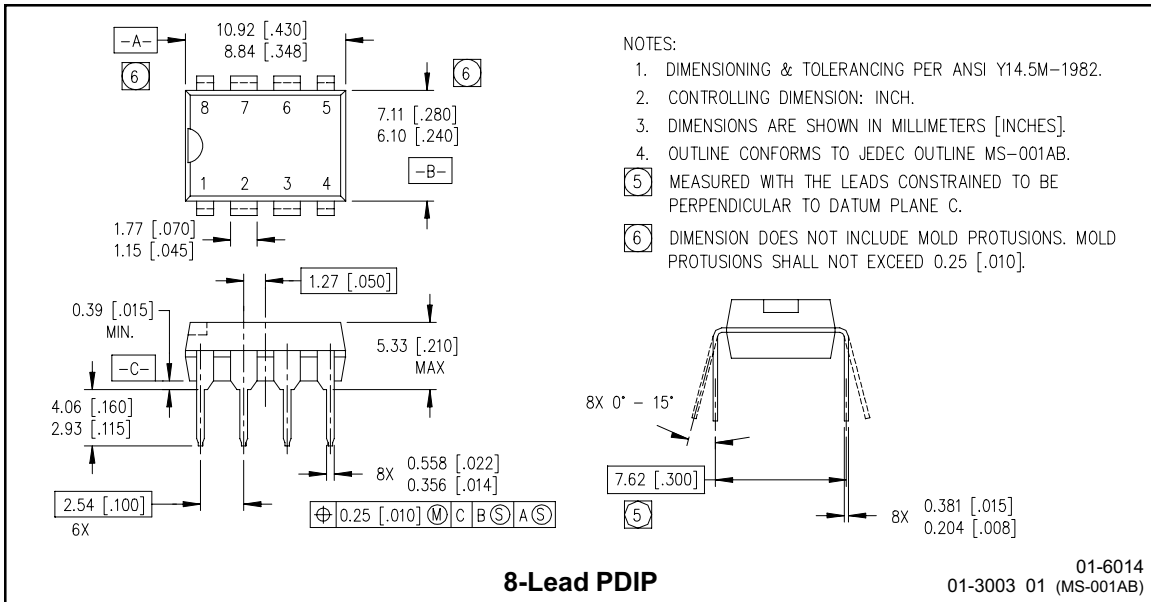 -A-
10.92 [.430]
8.84 [.348]
6
6
8 7 6 5
1 2 3 4
7.11 [.280]
6.10 [.240]
-B-
1.77 [.070]
1.15 [.045]
1.27 [.050]
0.39 [.015]
MIN.
-C-
5.33 [.210]
MAX
4.06 [.160]
2.93 [.115]
8X 0.558 [.022]
0.356 [.014]
2.54 [.100]
6X
⌖ 0.25 [.010] Ⓜ C B Ⓢ A Ⓢ
NOTES:
1. DIMENSIONING & TOLERANCING PER ANSI Y14.5M-1982.
2. CONTROLLING DIMENSION: INCH.
3. DIMENSIONS ARE SHOWN IN MILLIMETERS [INCHES].
4. OUTLINE CONFORMS TO JEDEC OUTLINE MS-001AB.
5 MEASURED WITH THE LEADS CONSTRAINED TO BE
PERPENDICULAR TO DATUM PLANE C.
6 DIMENSION DOES NOT INCLUDE MOLD PROTUSIONS. MOLD
PROTUSIONS SHALL NOT EXCEED 0.25 [.010].
8X 0° - 15°
7.62 [.300]
5
8X 0.381 [.015]
0.204 [.008]
8-Lead PDIP
01-6014
01-3003 01 (MS-001AB)